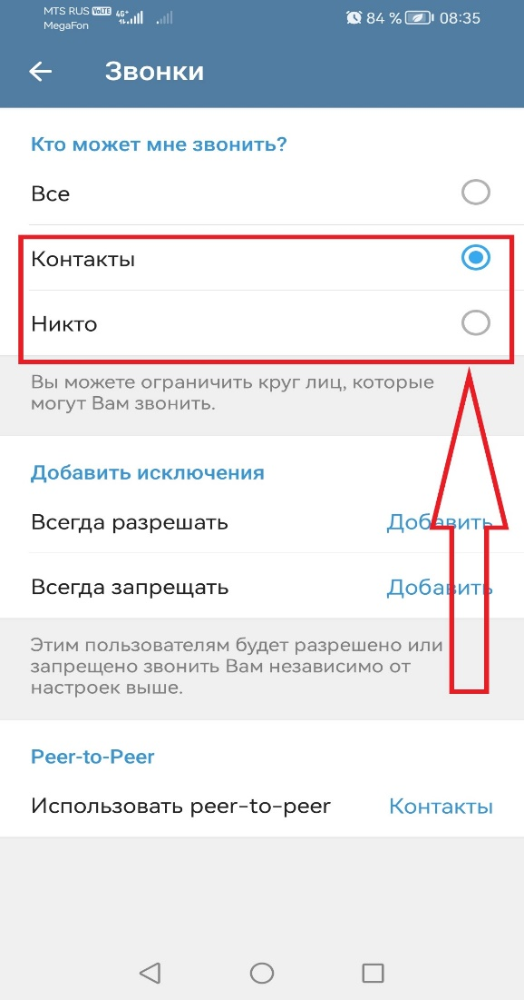 MTS RUS VoLTE 4G+ 84 % 08:35
MegaFon
Звонки
Кто может мне звонить?
Все
Контакты
Никто
Вы можете ограничить круг лиц, которые
могут Вам звонить.
Добавить исключения
Всегда разрешать Добавить
Всегда запрещать Добавить
Этим пользователям будет разрешено или
запрещено звонить Вам независимо от
настроек выше.
Peer-to-Peer
Использовать peer-to-peer Контакты